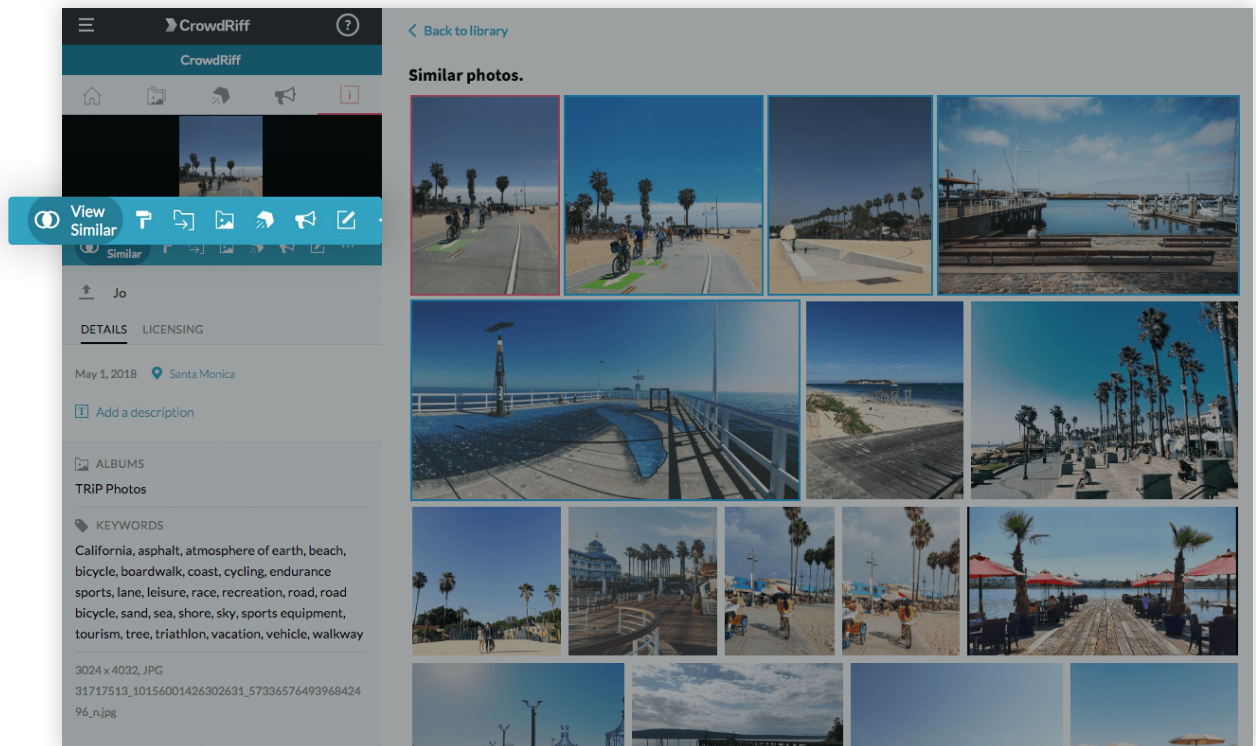 CrowdRiff
?
CrowdRiff
Back to library
Similar photos.
View
Similar
Similar
Jo
DETAILS LICENSING
May 1, 2018 Santa Monica
T Add a description
ALBUMS
TRiP Photos
KEYWORDS
California, asphalt, atmosphere of earth, beach,
bicycle, boardwalk, coast, cycling, endurance
sports, lane, leisure, race, recreation, road, road
bicycle, sand, sea, shore, sky, sports equipment,
tourism, tree, triathlon, vacation, vehicle, walkway
3024 x 4032, JPG
31717513_10156001426302631_57336576493968424
96_n.jpg